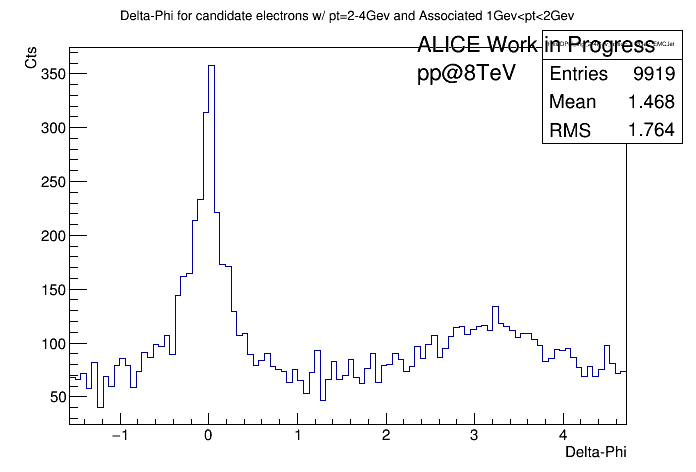 Delta-Phi for candidate electrons w/ pt=2-4Gev and Associated 1Gev<pt<2Gev
Cts
ALICE Work in Progress
pp@8TeV
Entries 9919
Mean 1.468
RMS 1.764
350
300
250
200
150
100
50
−1 0 1 2 3 4
Delta-Phi